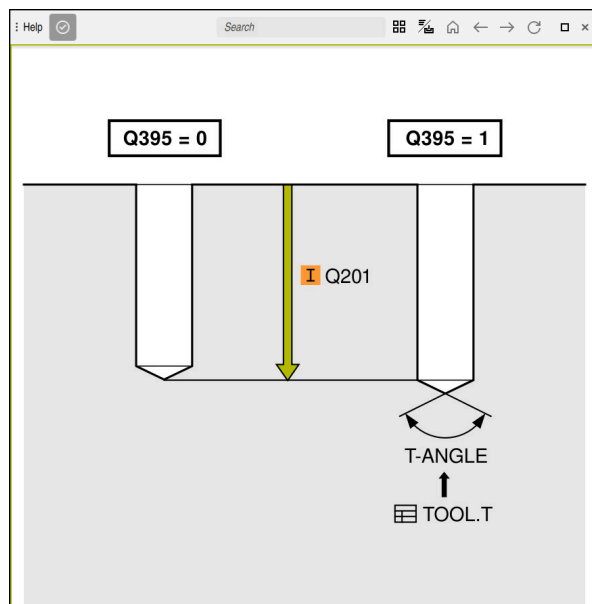 Help
Search
Q395 = 0
Q395 = 1
I Q201
T-ANGLE
TOOL.T